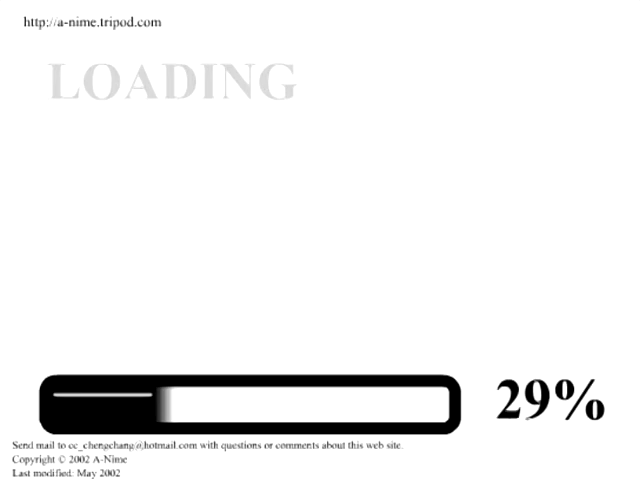 http://a-nime.tripod.com
LOADING
29%
Send mail to cc_chengchang@hotmail.com with questions or comments about this web site.
Copyright © 2002 A-Nime
Last modified: May 2002